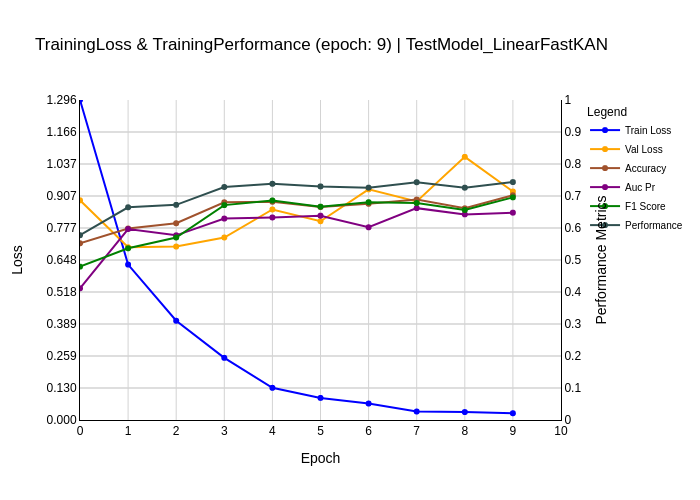 TrainingLoss & TrainingPerformance (epoch: 9) | TestModel_LinearFastKAN
1.296
1.166
1.037
0.907
0.777
0.648
0.518
0.389
0.259
0.130
0.000
Loss
0 1 2 3 4 5 6 7 8 9 10
Epoch
1
0.9
0.8
0.7
0.6
0.5
0.4
0.3
0.2
0.1
0
Performance Metrics
Legend
Train Loss
Val Loss
Accuracy
Auc Pr
F1 Score
Performance